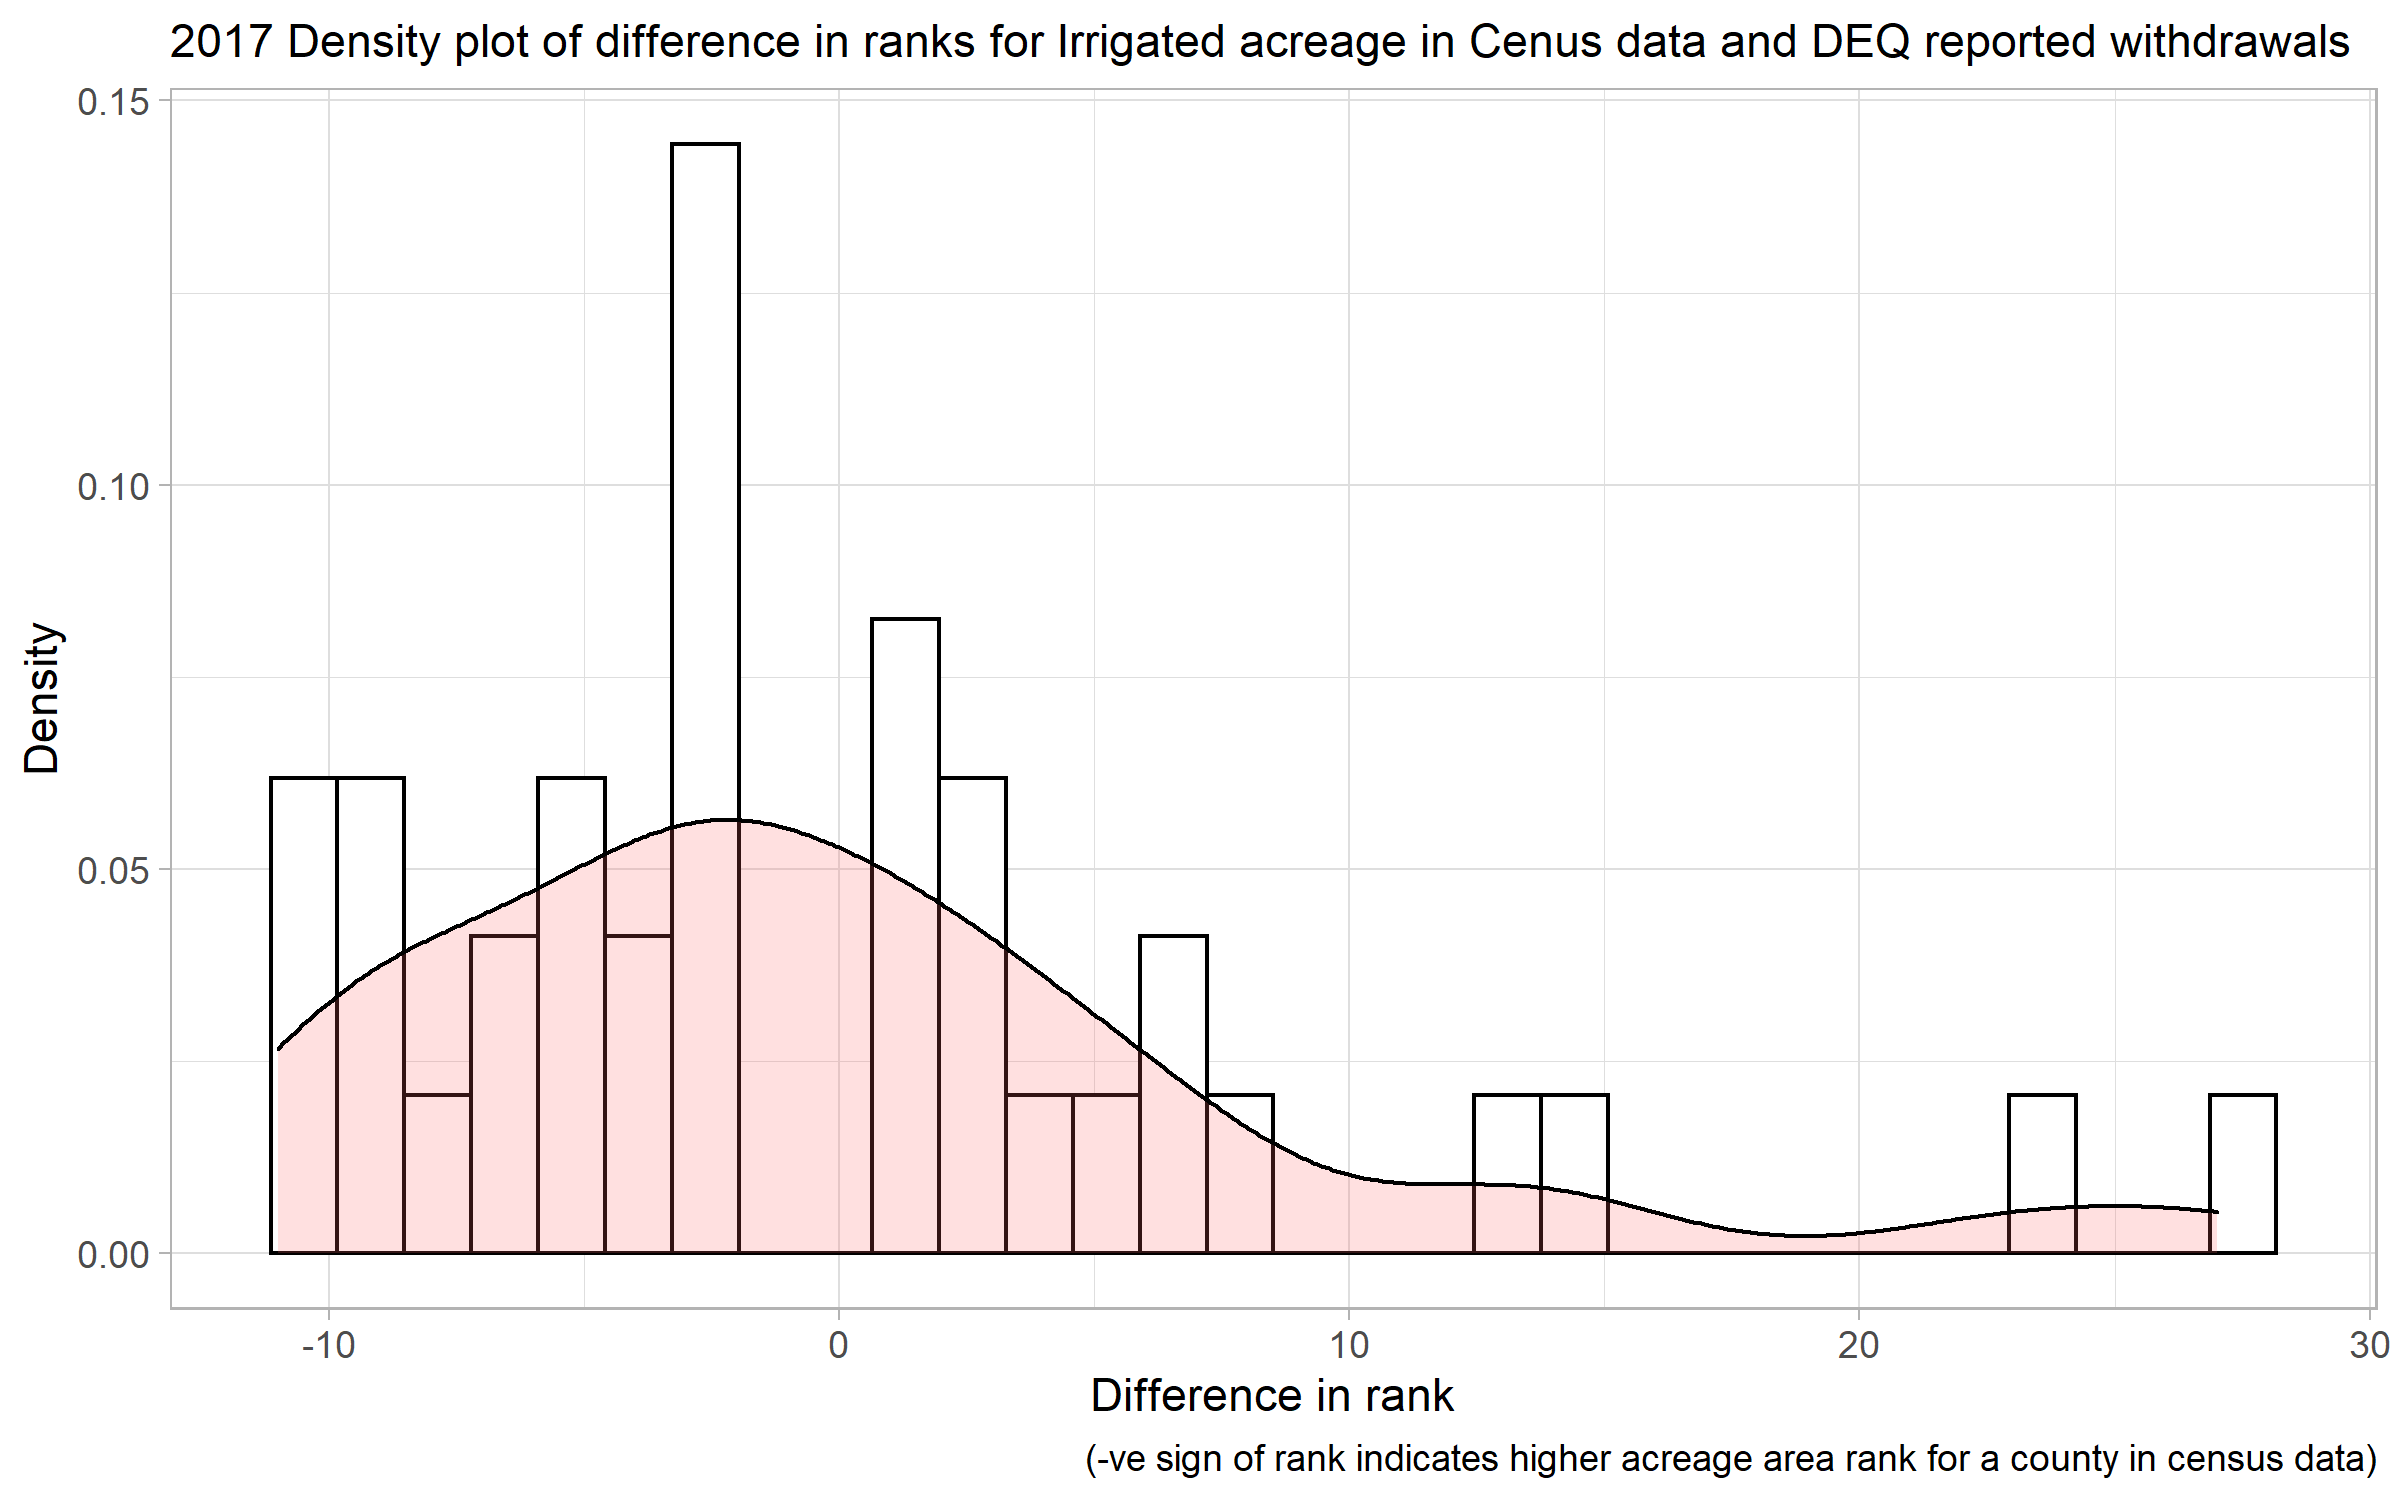 2017 Density plot of difference in ranks for Irrigated acreage in Cenus data and DEQ reported withdrawals
0.15
0.10
0.05
0.00
Density
-10 0 10 20 30
Difference in rank
(-ve sign of rank indicates higher acreage area rank for a county in census data)